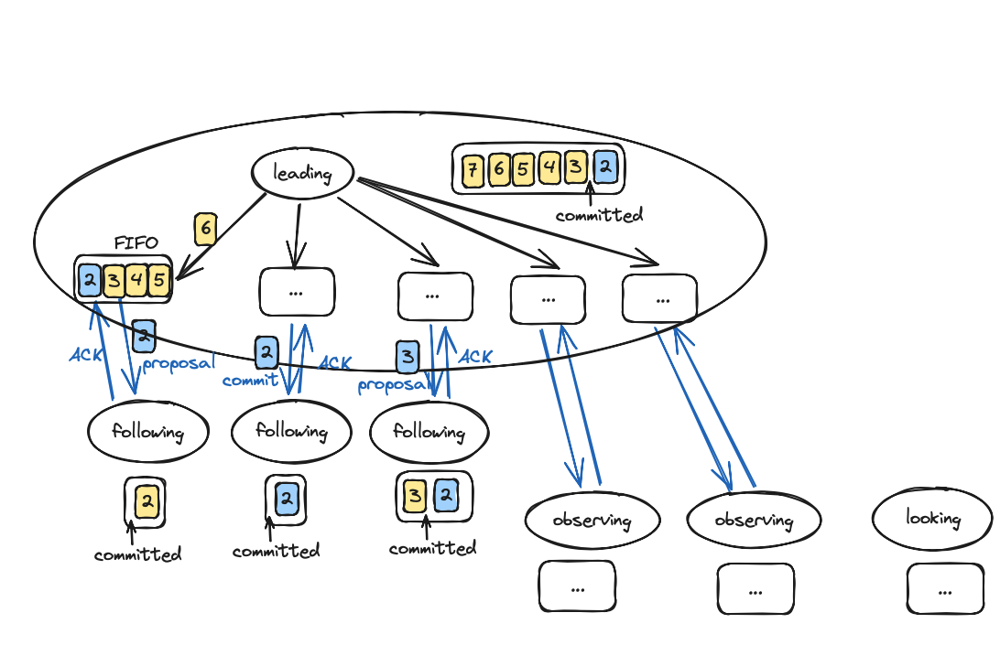 leading
7 6 5 4 3 2
committed
6
FIFO
2 3 4 5
...
...
...
...
ACK
2
proposal
2
commit
ACK
3
proposal
ACK
following
following
following
2
committed
2
committed
3 2
committed
observing
observing
looking
...
...
...